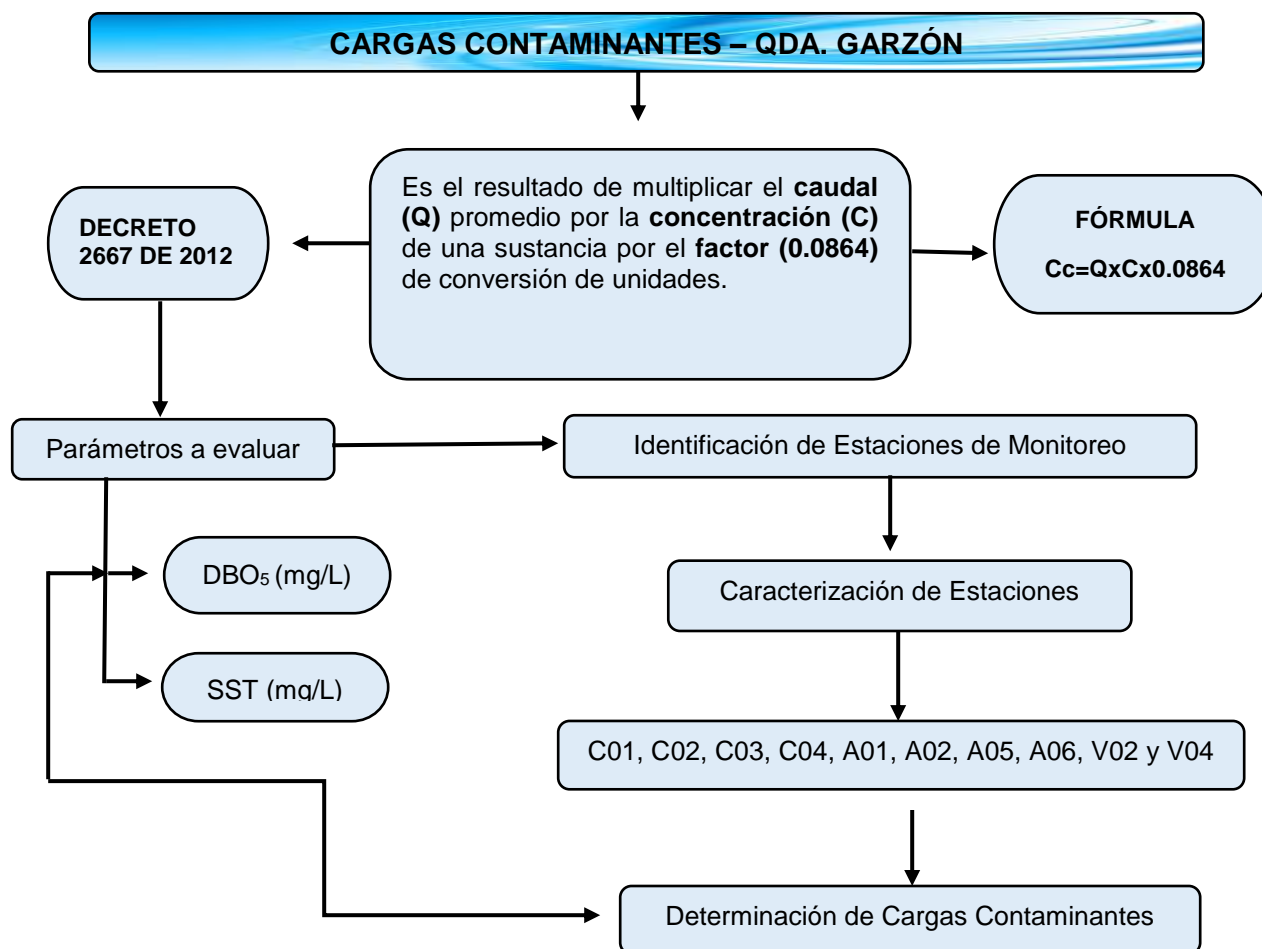 CARGAS CONTAMINANTES – QDA. GARZÓN
Es el resultado de multiplicar el caudal
(Q) promedio por la concentración (C)
de una sustancia por el factor (0.0864)
de conversión de unidades.
DECRETO
2667 DE 2012
FÓRMULA
Cc=QxCx0.0864
Parámetros a evaluar
Identificación de Estaciones de Monitoreo
DBO₅ (mg/L)
Caracterización de Estaciones
SST (mg/L)
C01, C02, C03, C04, A01, A02, A05, A06, V02 y V04
Determinación de Cargas Contaminantes